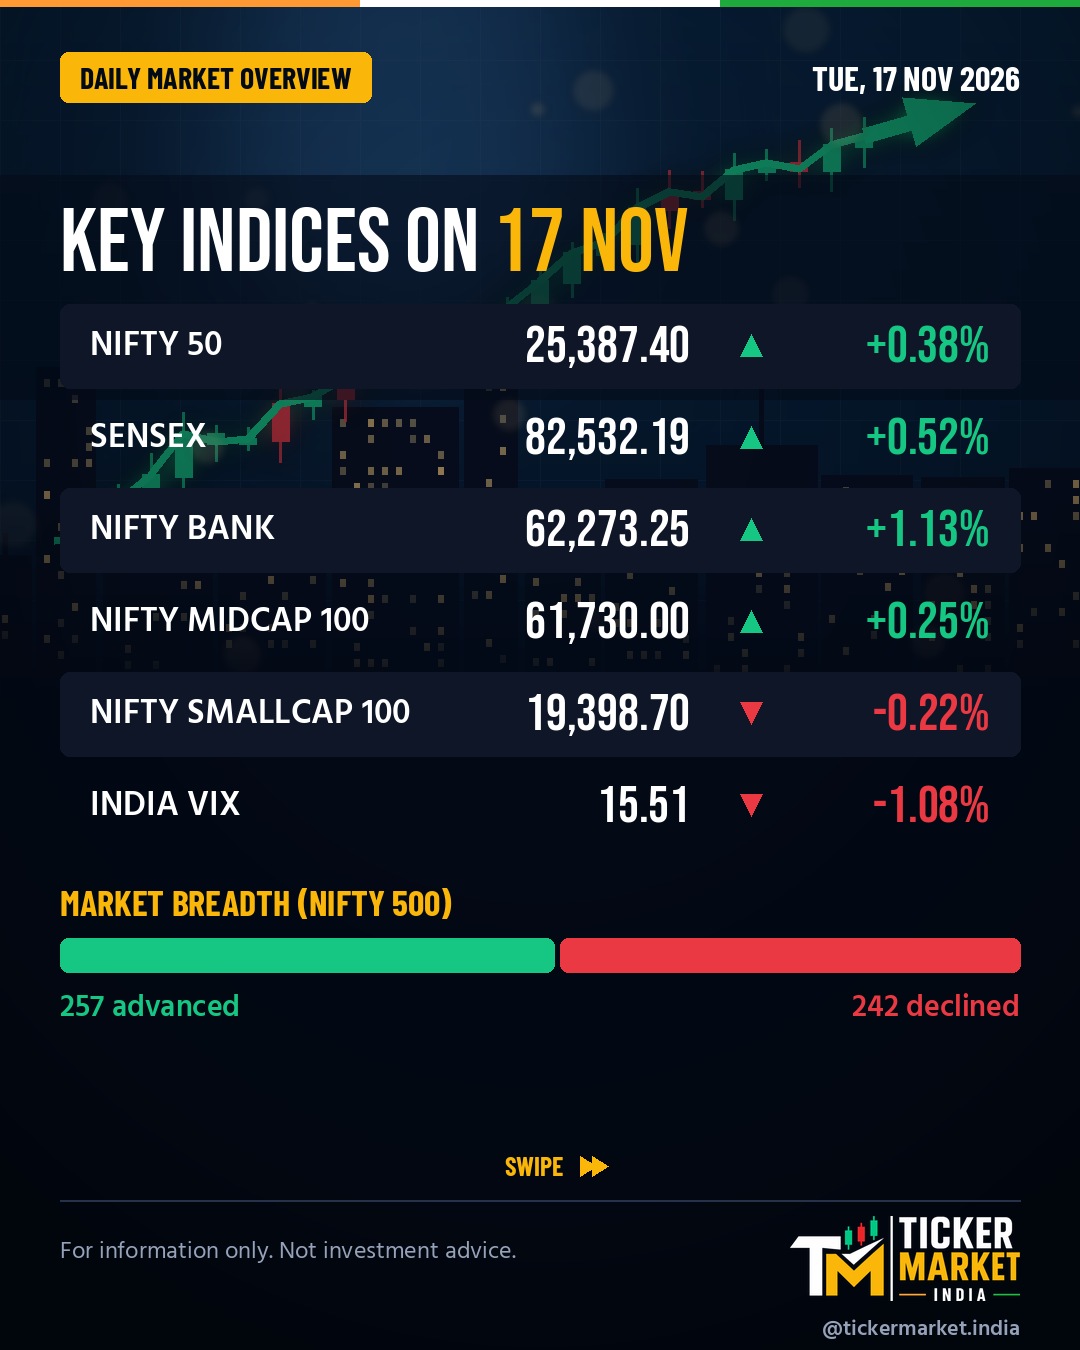 DAILY MARKET OVERVIEW
TUE, 17 NOV 2026
KEY INDICES ON 17 NOV
NIFTY 50 25,387.40 ▲ +0.38%
SENSEX 82,532.19 ▲ +0.52%
NIFTY BANK 62,273.25 ▲ +1.13%
NIFTY MIDCAP 100 61,730.00 ▲ +0.25%
NIFTY SMALLCAP 100 19,398.70 ▼ -0.22%
INDIA VIX 15.51 ▼ -1.08%
MARKET BREADTH (NIFTY 500)
257 advanced 242 declined
SWIPE
For information only. Not investment advice.
TM TICKER
MARKET
INDIA
@tickermarket.india